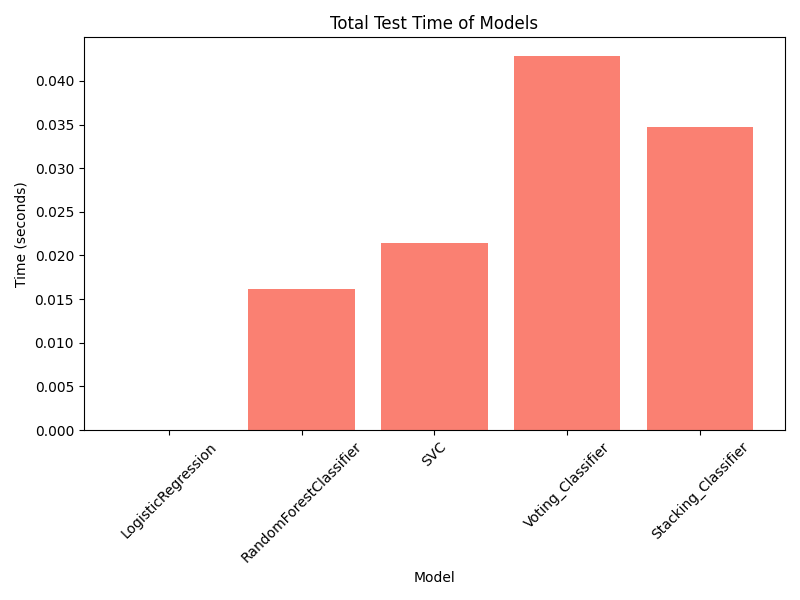 Total Test Time of Models
Time (seconds)
0.040
0.035
0.030
0.025
0.020
0.015
0.010
0.005
0.000
LogisticRegression
RandomForestClassifier
SVC
Voting_Classifier
Stacking_Classifier
Model